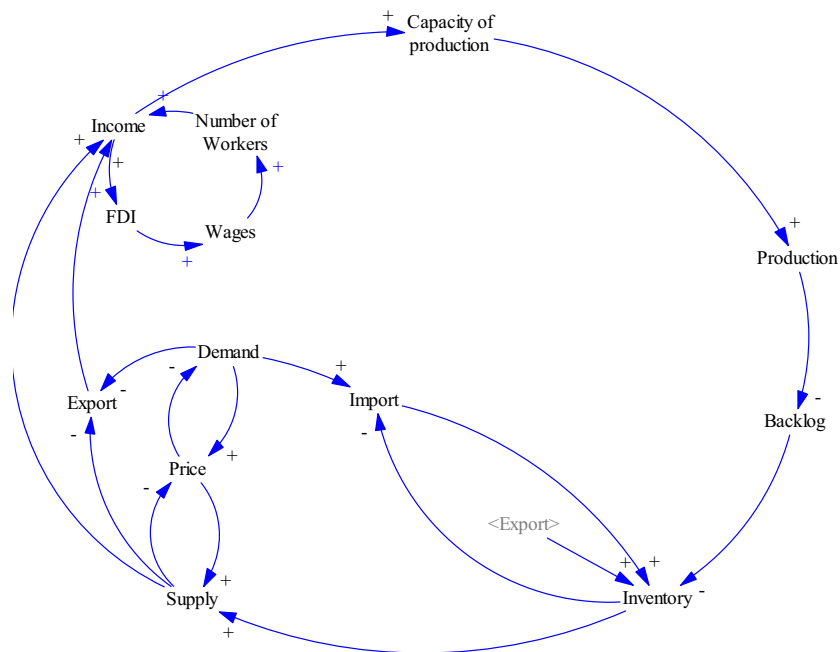 +
Capacity of
production
+
Income
Number of
Workers
+
+
+
+
FDI
Wages
+
+
Production
Demand
-
+
-
Export
-
Import
-
-
Backlog
+
Price
-
<Export>
+
+
+
Supply
Inventory
-
+